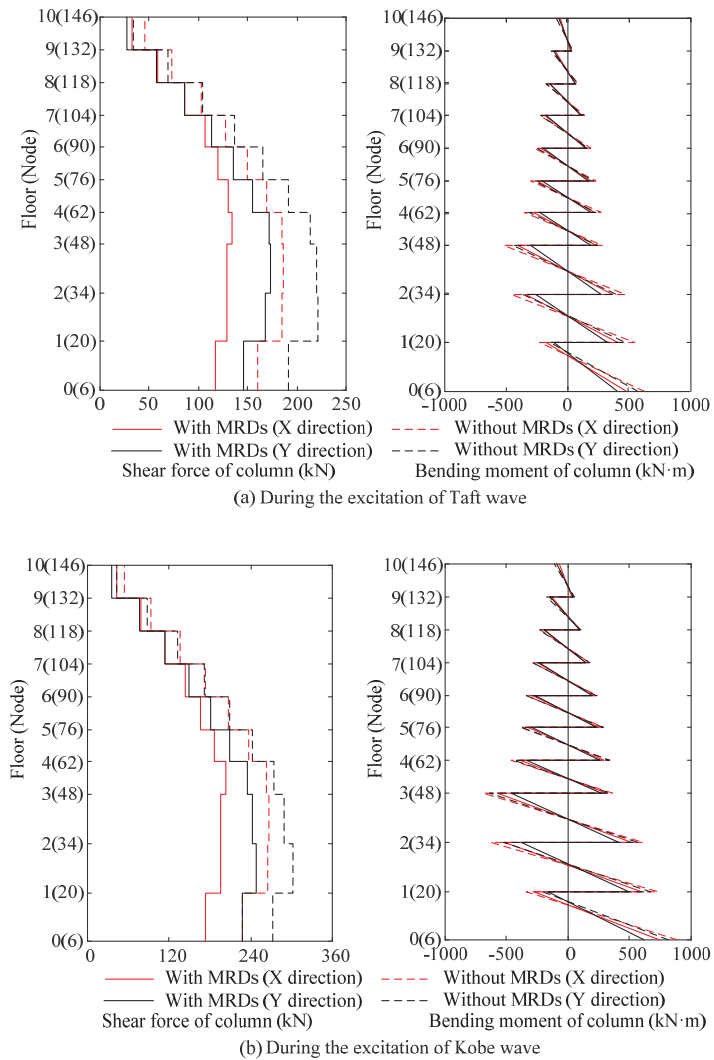 10(146)
9(132)
8(118)
7(104)
6(90)
5(76)
4(62)
3(48)
2(34)
1(20)
0(6)
Floor (Node)
0 50 100 150 200 250
10(146)
9(132)
8(118)
7(104)
6(90)
5(76)
4(62)
3(48)
2(34)
1(20)
0(6)
Floor (Node)
-1000 -500 0 500 1000
With MRDs (X direction) Without MRDs (X direction)
With MRDs (Y direction) Without MRDs (Y direction)
Shear force of column (kN) Bending moment of column (kN·m)
(a) During the excitation of Taft wave
10(146)
9(132)
8(118)
7(104)
6(90)
5(76)
4(62)
3(48)
2(34)
1(20)
0(6)
Floor (Node)
0 120 240 360
10(146)
9(132)
8(118)
7(104)
6(90)
5(76)
4(62)
3(48)
2(34)
1(20)
0(6)
Floor (Node)
-1000 -500 0 500 1000
With MRDs (X direction) Without MRDs (X direction)
With MRDs (Y direction) Without MRDs (Y direction)
Shear force of column (kN) Bending moment of column (kN·m)
(b) During the excitation of Kobe wave